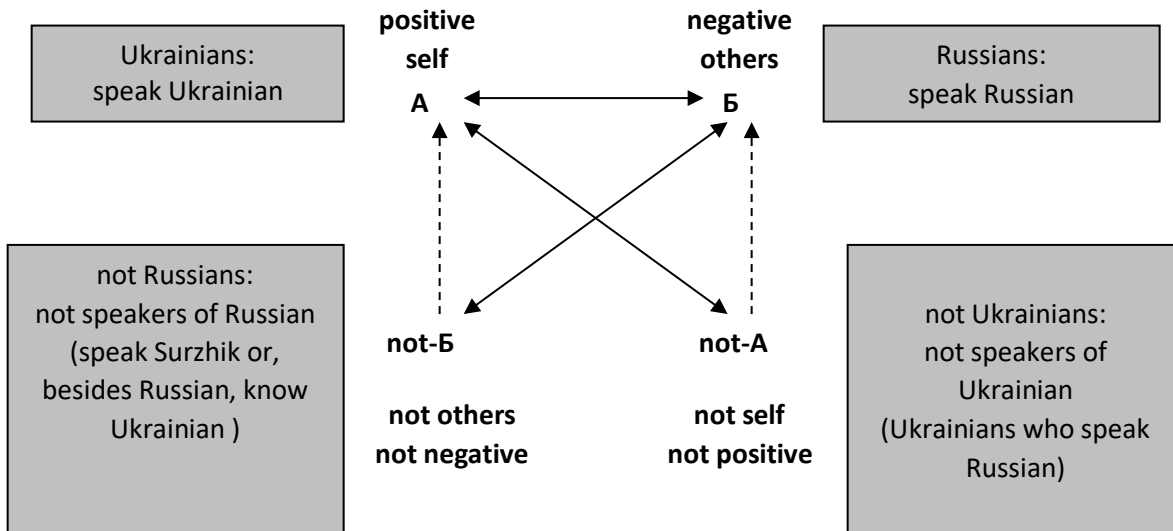 positive
self
А
negative
others
Б
Ukrainians:
speak Ukrainian
Russians:
speak Russian
not Russians:
not speakers of Russian
(speak Surzhik or,
besides Russian, know
Ukrainian )
not-Б
not others
not negative
not-А
not self
not positive
not Ukrainians:
not speakers of
Ukrainian
(Ukrainians who speak
Russian)